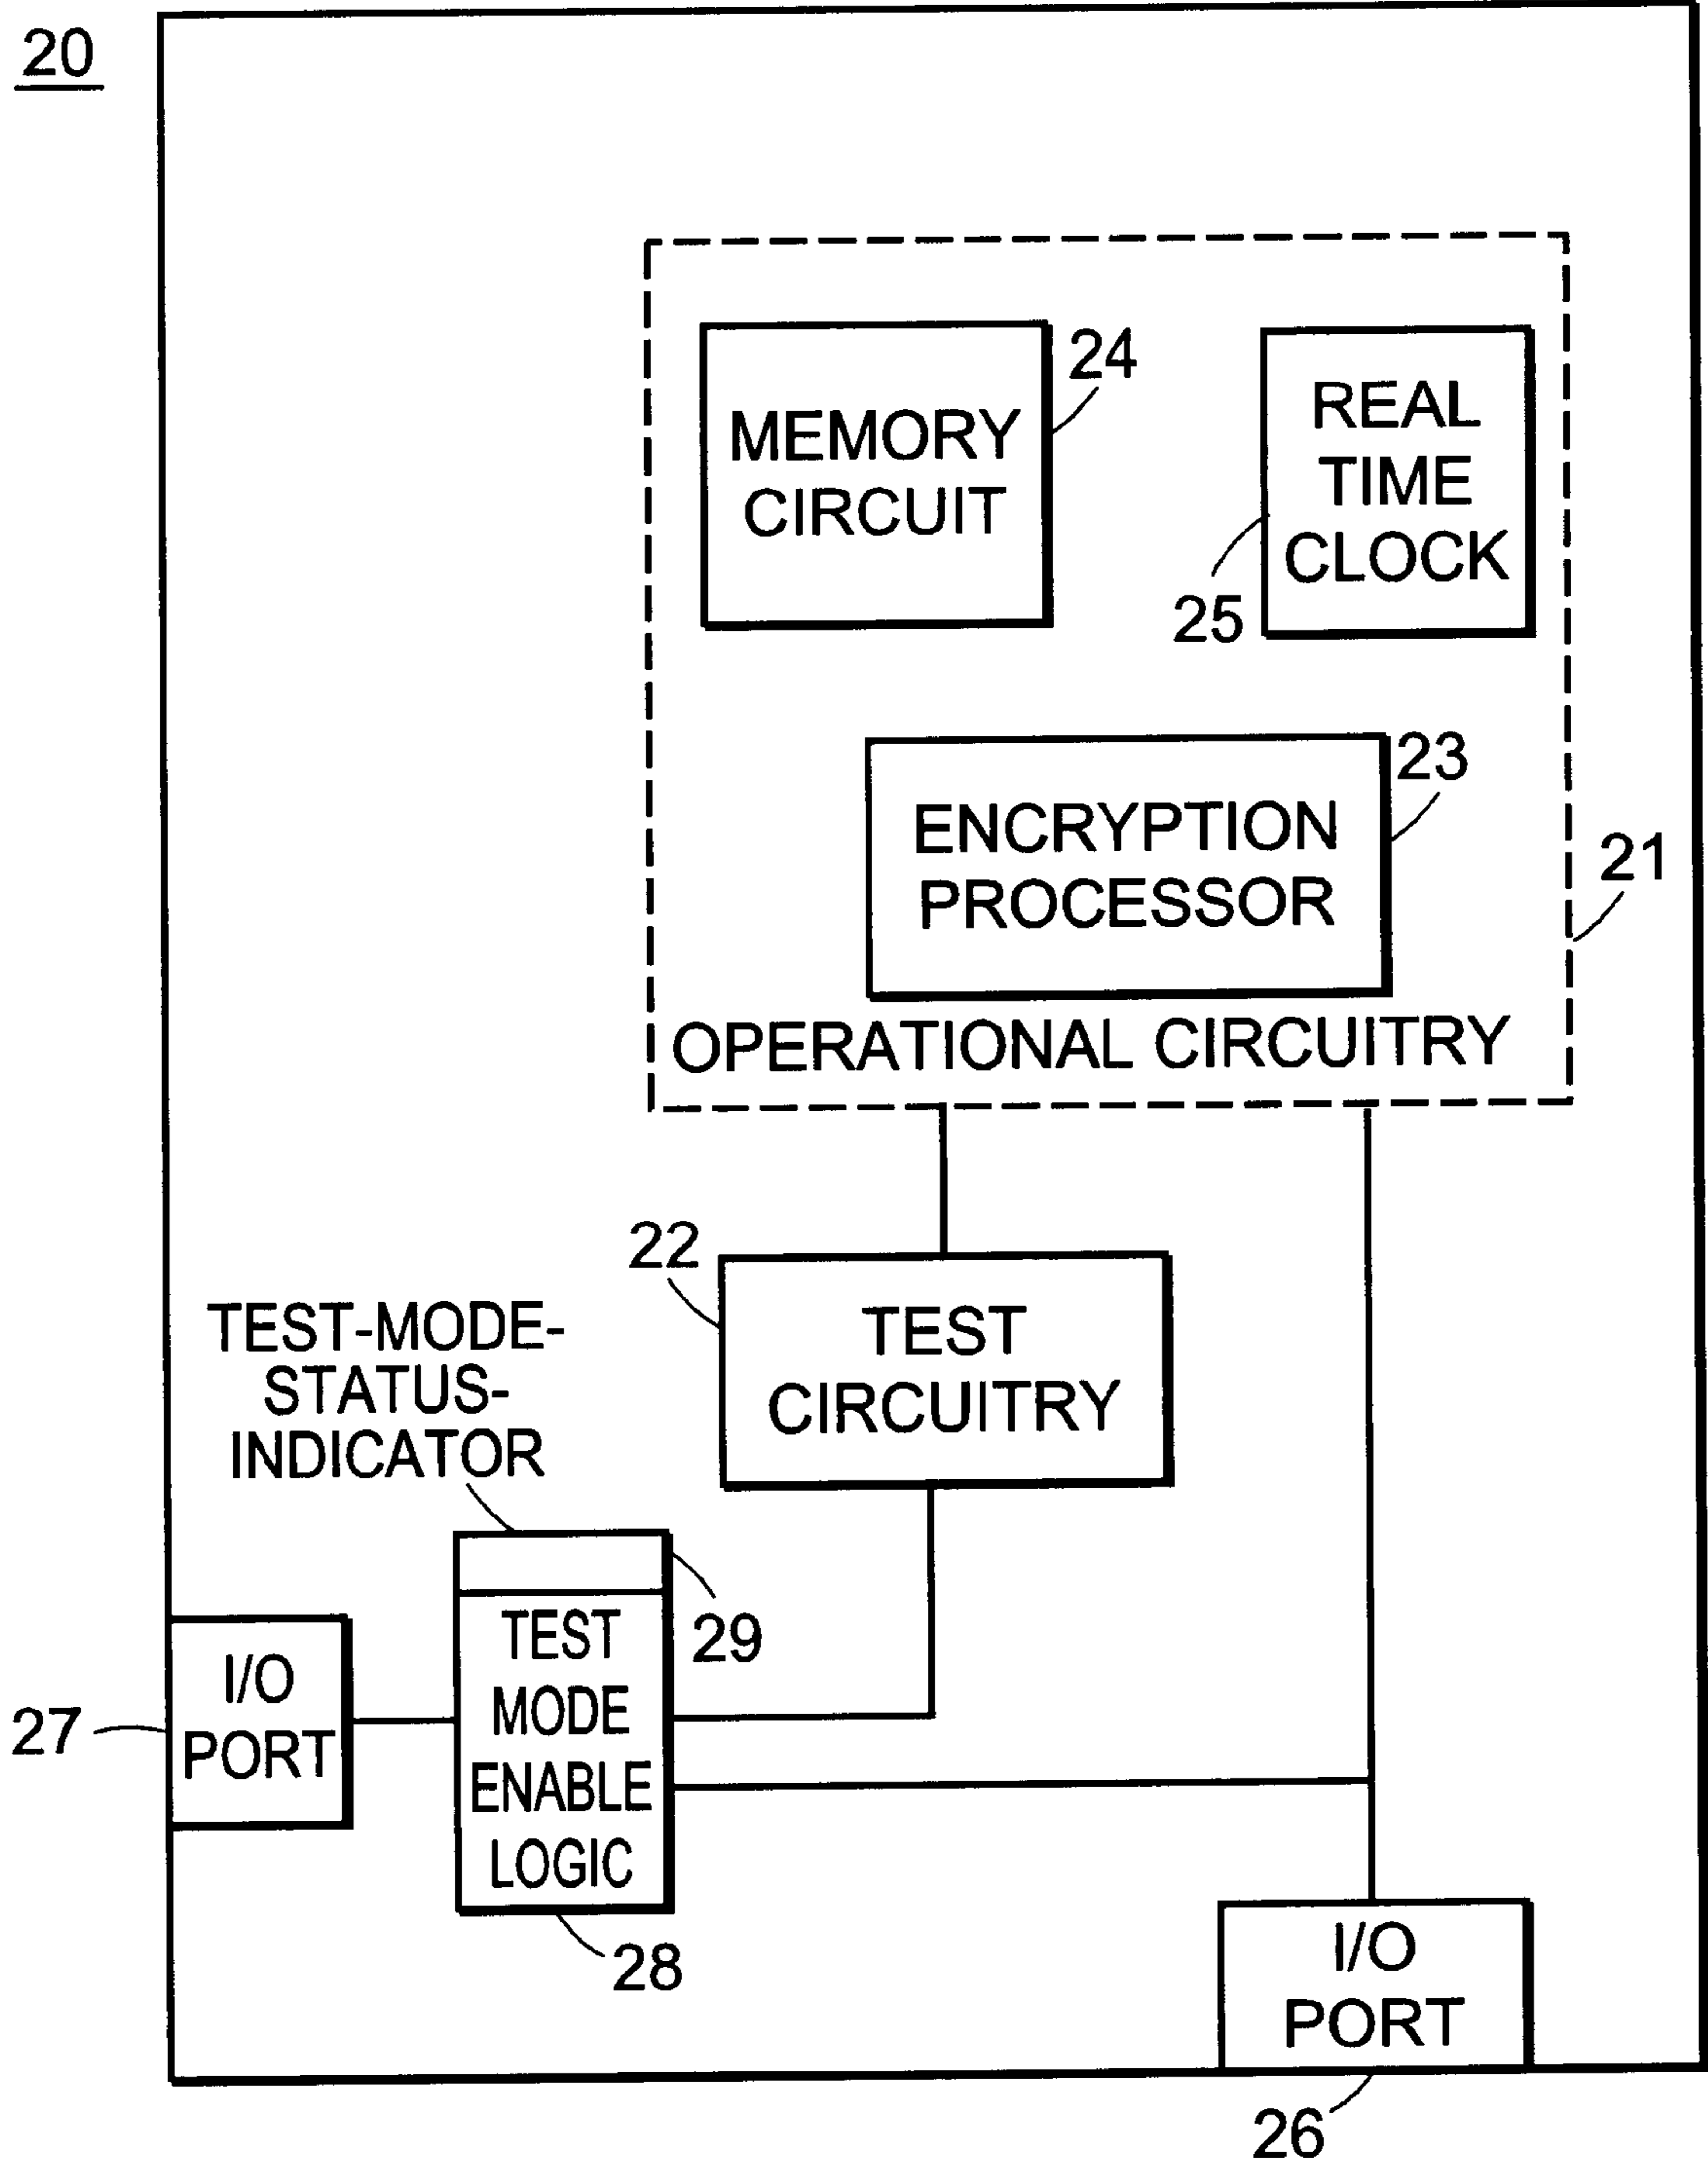 20
24
MEMORY
CIRCUIT
REAL
TIME
CLOCK
25
23
ENCRYPTION
PROCESSOR
21
OPERATIONAL CIRCUITRY
22
TEST
CIRCUITRY
TEST-MODE-
STATUS-
INDICATOR
29
I/O
PORT
27
TEST
MODE
ENABLE
LOGIC
28
I/O
PORT
26